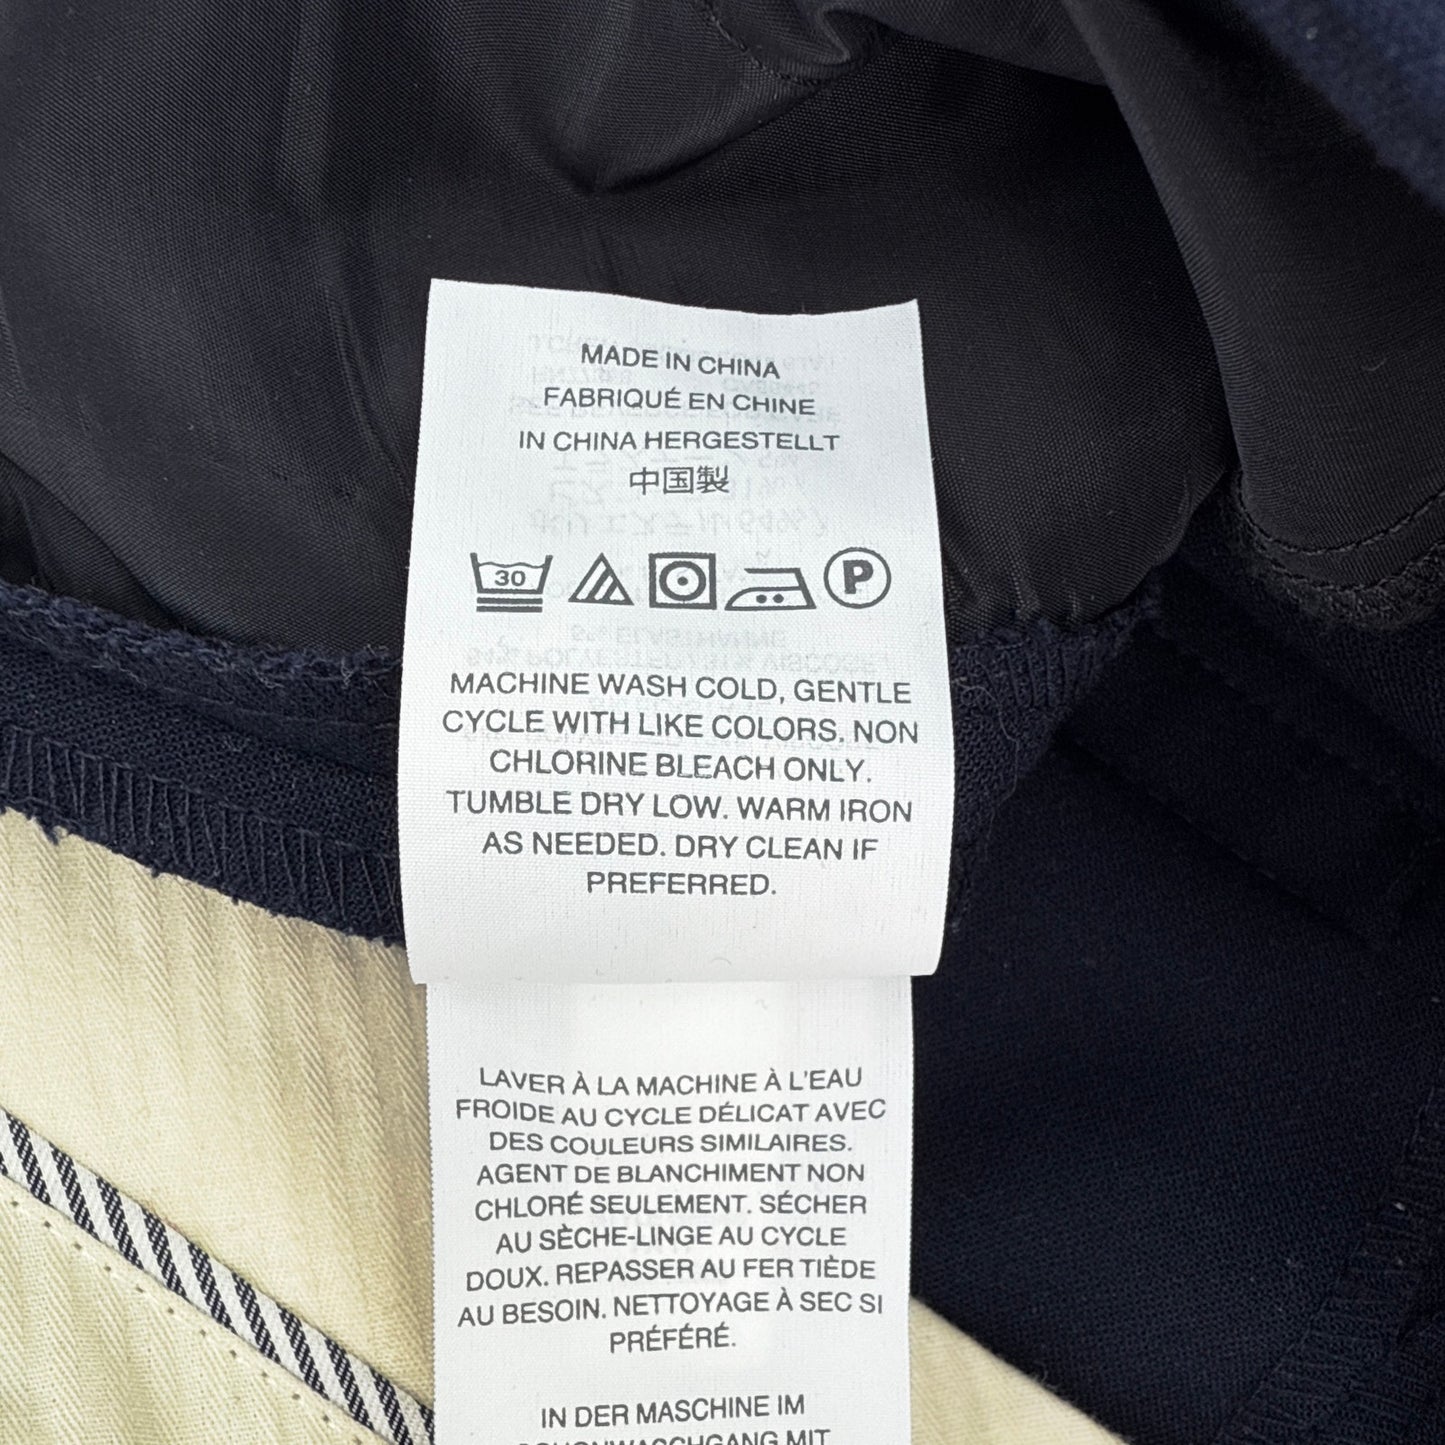 MADE IN CHINA
FABRIQUÉ EN CHINE
IN CHINA HERGESTELLT
中国製
30 P
MACHINE WASH COLD, GENTLE
CYCLE WITH LIKE COLORS. NON
CHLORINE BLEACH ONLY.
TUMBLE DRY LOW. WARM IRON
AS NEEDED. DRY CLEAN IF
PREFERRED.
LAVER À LA MACHINE À L'EAU
FROIDE AU CYCLE DÉLICAT AVEC
DES COULEURS SIMILAIRES.
AGENT DE BLANCHIMENT NON
CHLORÉ SEULEMENT. SÉCHER
AU SÈCHE-LINGE AU CYCLE
DOUX. REPASSER AU FER TIÈDE
AU BESOIN. NETTOYAGE À SEC SI
PRÉFÉRÉ.
IN DER MASCHINE IM
SCHONWASCHGANG MIT